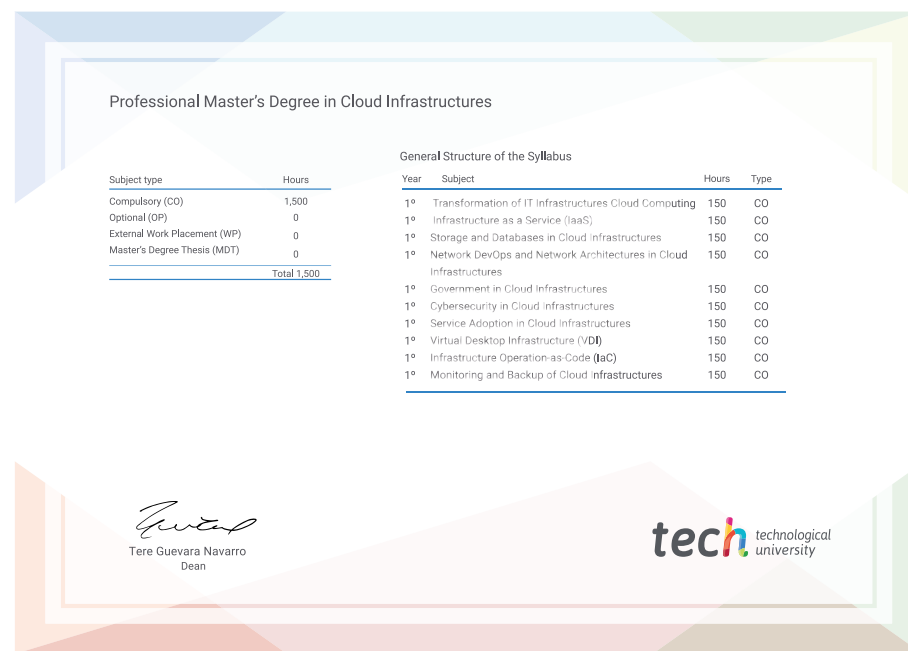 Professional Master's Degree in Cloud Infrastructures
Subject type Hours
Compulsory (CO) 1,500
Optional (OP) 0
External Work Placement (WP) 0
Master's Degree Thesis (MDT) 0
Total 1,500
General Structure of the Syllabus
Year Subject Hours Type
1º Transformation of IT Infrastructures Cloud Computing 150 CO
1º Infrastructure as a Service (IaaS) 150 CO
1º Storage and Databases in Cloud Infrastructures 150 CO
1º Network DevOps and Network Architectures in Cloud 150 CO
Infrastructures
1º Government in Cloud Infrastructures 150 CO
1º Cybersecurity in Cloud Infrastructures 150 CO
1º Service Adoption in Cloud Infrastructures 150 CO
1º Virtual Desktop Infrastructure (VDI) 150 CO
1º Infrastructure Operation-as-Code (IaC) 150 CO
1º Monitoring and Backup of Cloud Infrastructures 150 CO
Tere Guevara Navarro
Dean
tech technological
university